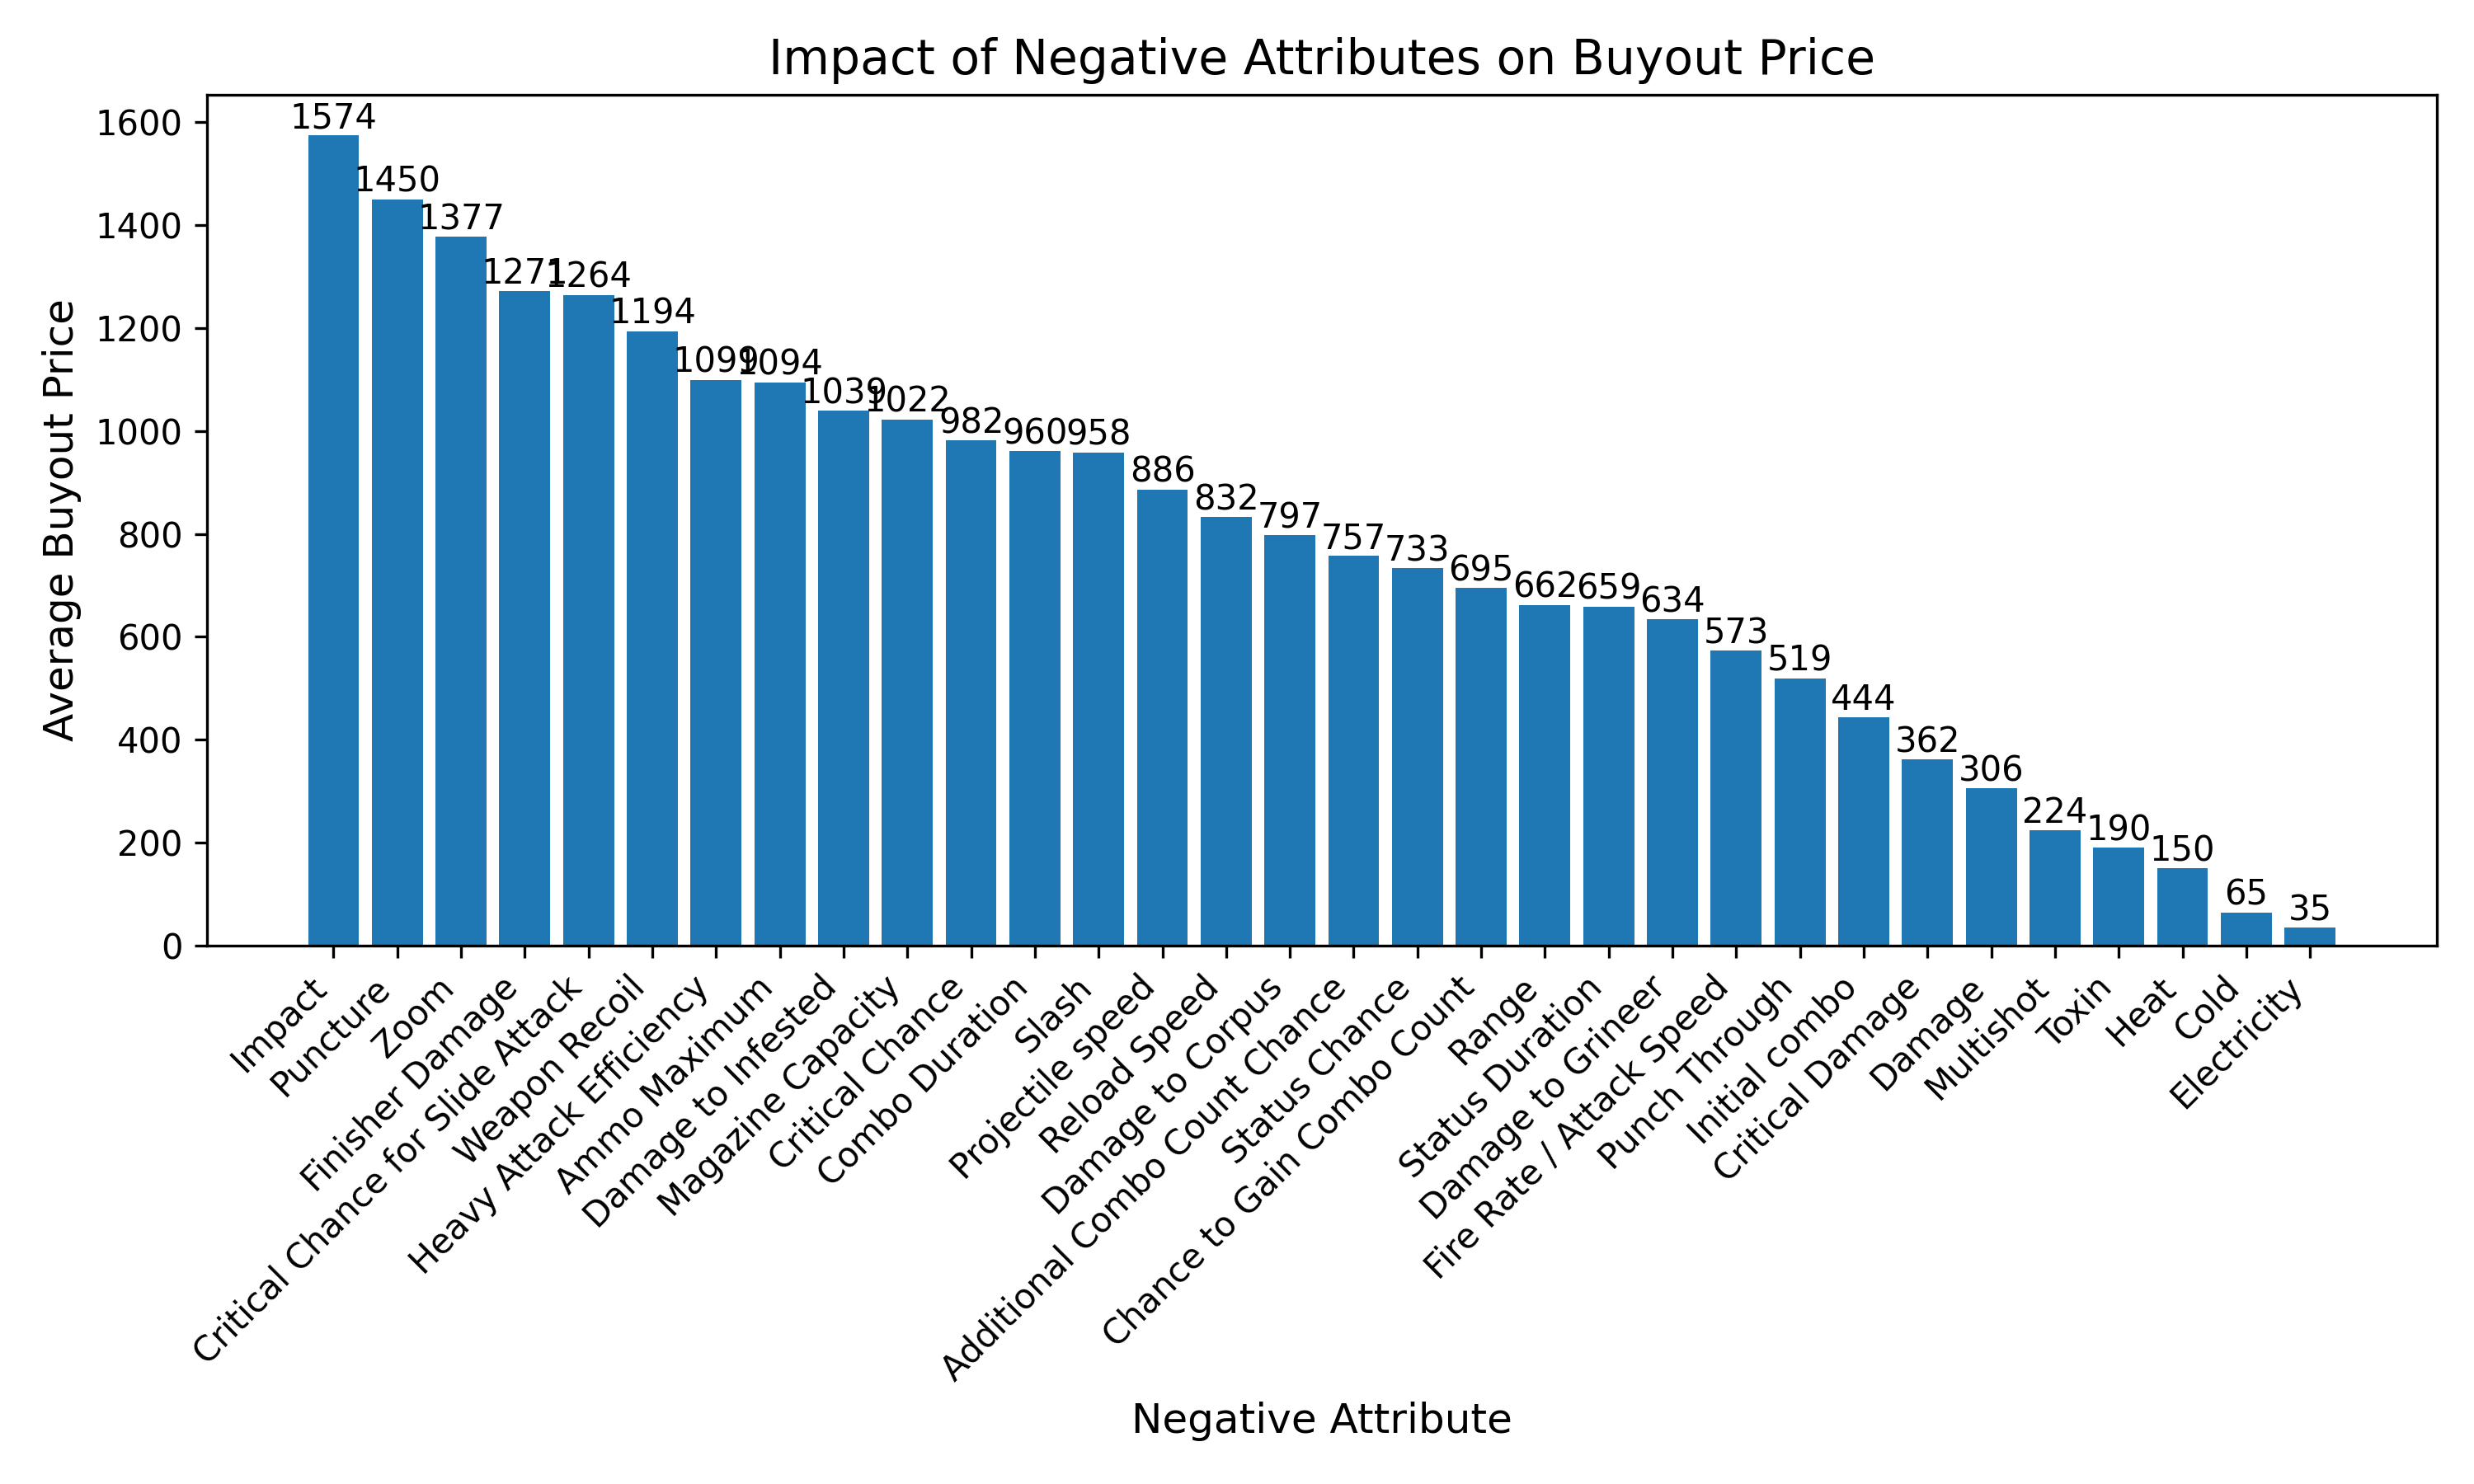 Impact of Negative Attributes on Buyout Price
Average Buyout Price
1600
1400
1200
1000
800
600
400
200
0
1574
1450
1377
1271
1264
1194
1099
1094
1039
1022
982
960
958
886
832
797
757
733
695
662
659
634
573
519
444
362
306
224
190
150
65
35
Impact
Puncture
Zoom
Finisher Damage
Critical Chance for Slide Attack
Weapon Recoil
Heavy Attack Efficiency
Ammo Maximum
Damage to Infested
Magazine Capacity
Critical Chance
Combo Duration
Slash
Projectile speed
Reload Speed
Damage to Corpus
Additional Combo Count Chance
Status Chance
Chance to Gain Combo Count
Range
Status Duration
Damage to Grineer
Fire Rate / Attack Speed
Punch Through
Initial combo
Critical Damage
Damage
Multishot
Toxin
Heat
Cold
Electricity
Negative Attribute